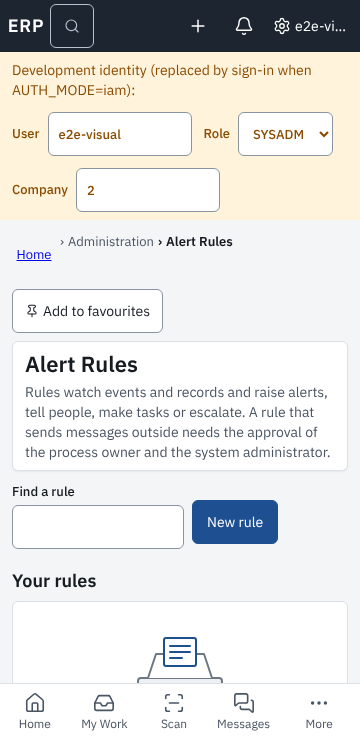 ERP
e2e-vi...
Development identity (replaced by sign-in when
AUTH_MODE=iam):
User
e2e-visual
Role
SYSADM
Company
2
Home
› Administration › Alert Rules
Add to favourites
Alert Rules
Rules watch events and records and raise alerts,
tell people, make tasks or escalate. A rule that
sends messages outside needs the approval of
the process owner and the system administrator.
Find a rule
New rule
Your rules
Home
My Work
Scan
Messages
More